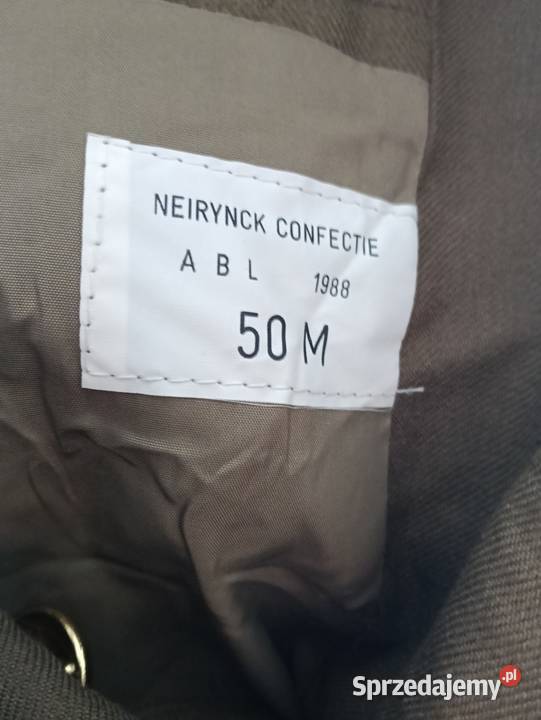 NEIRYNCK CONFECTIE
A B L 1988
50 M
Sprzedajemy.pl